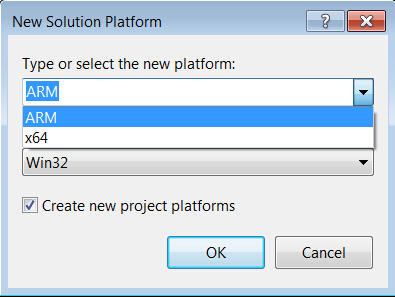 New Solution Platform
Type or select the new platform:
ARM
ARM
x64
Win32
Create new project platforms
OK
Cancel